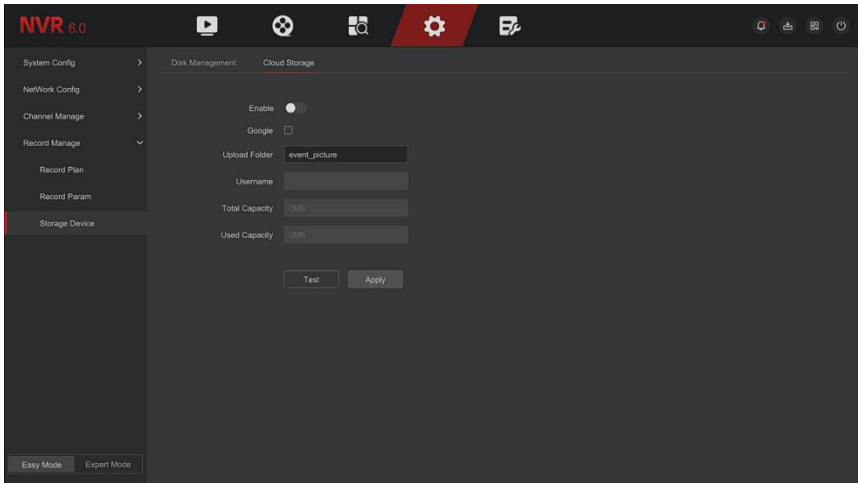 NVR 6.0
System Config
NetWork Config
Channel Manage
Record Manage
Record Plan
Record Param
Storage Device
Easy Mode
Expert Mode
Disk Management
Cloud Storage
Enable
Google
Upload Folder
event_picture
Username
Total Capacity
0MB
Used Capacity
0MB
Test
Apply